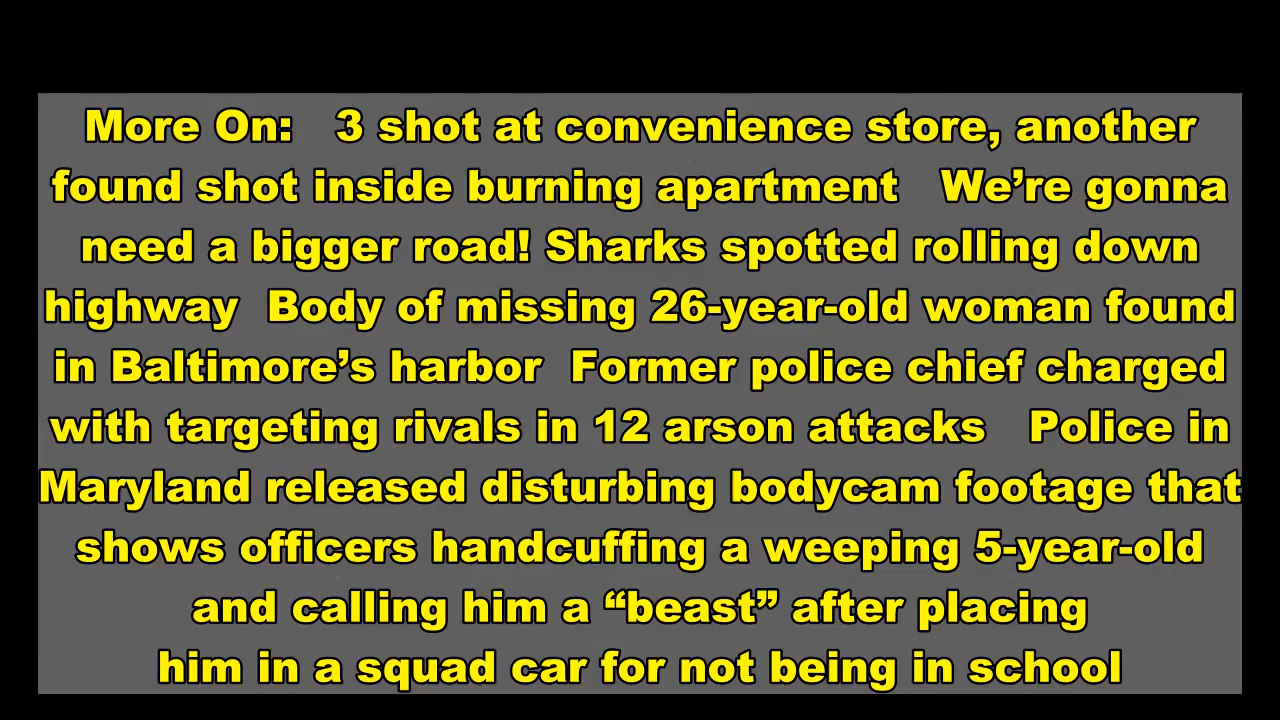 More On:   3 shot at convenience store, another
found shot inside burning apartment   We’re gonna
need a bigger road! Sharks spotted rolling down
highway  Body of missing 26-year-old woman found
in Baltimore’s harbor  Former police chief charged
with targeting rivals in 12 arson attacks   Police in
Maryland released disturbing bodycam footage that
shows officers handcuffing a weeping 5-year-old
and calling him a “beast” after placing
him in a squad car for not being in school